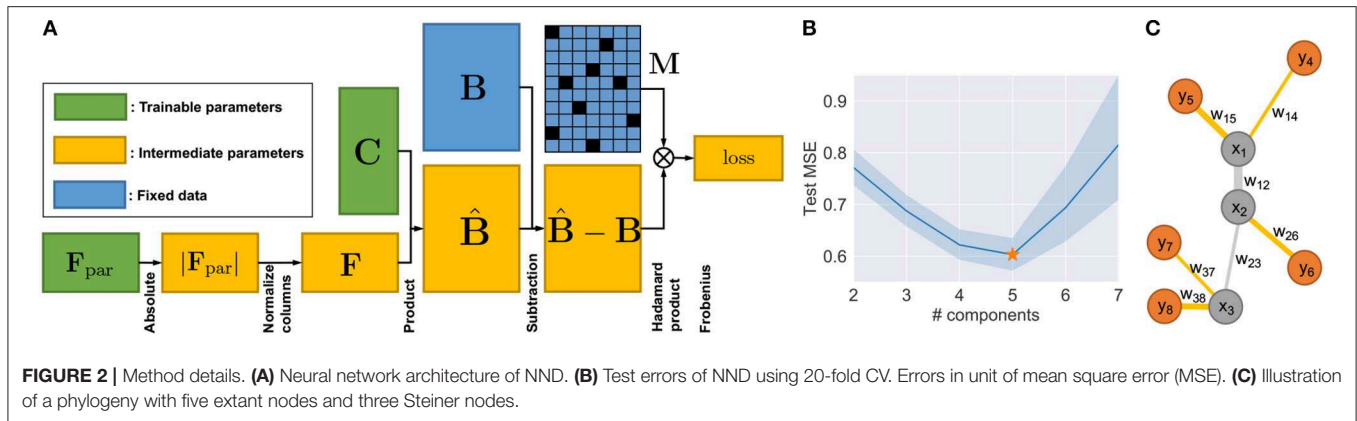 A
: Trainable parameters
: Intermediate parameters
: Fixed data
F_par
Absolute
|F_par|
Normalize
columns
F
C
Product
B
B̂
Subtraction
B̂ − B
M
Hadamard
product
Frobenius
loss
B
Test MSE
0.9
0.8
0.7
0.6
2 3 4 5 6 7
# components
C
y4
y5
w15
w14
x1
w12
x2
w26
y7
w23
w37
y6
w38
y8
x3
FIGURE 2 | Method details. (A) Neural network architecture of NND. (B) Test errors of NND using 20-fold CV. Errors in unit of mean square error (MSE). (C) Illustration
of a phylogeny with five extant nodes and three Steiner nodes.